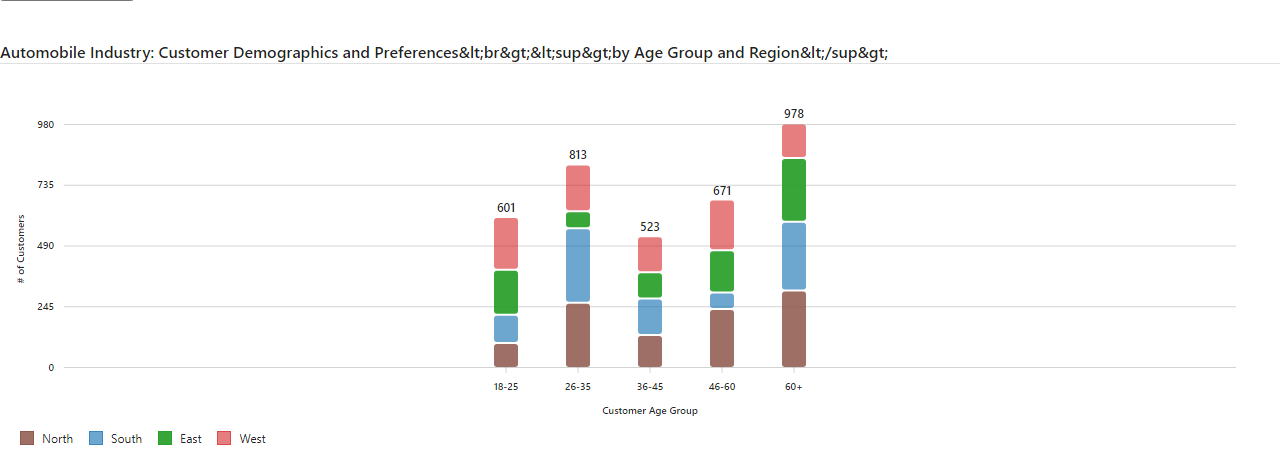 Automobile Industry: Customer Demographics and Preferences&lt;br&gt;&lt;sup&gt;by Age Group and Region&lt;/sup&gt;
978
980
813
735
671
601
523
490
# of Customers
245
0
18-25 26-35 36-45 46-60 60+
Customer Age Group
North South East West